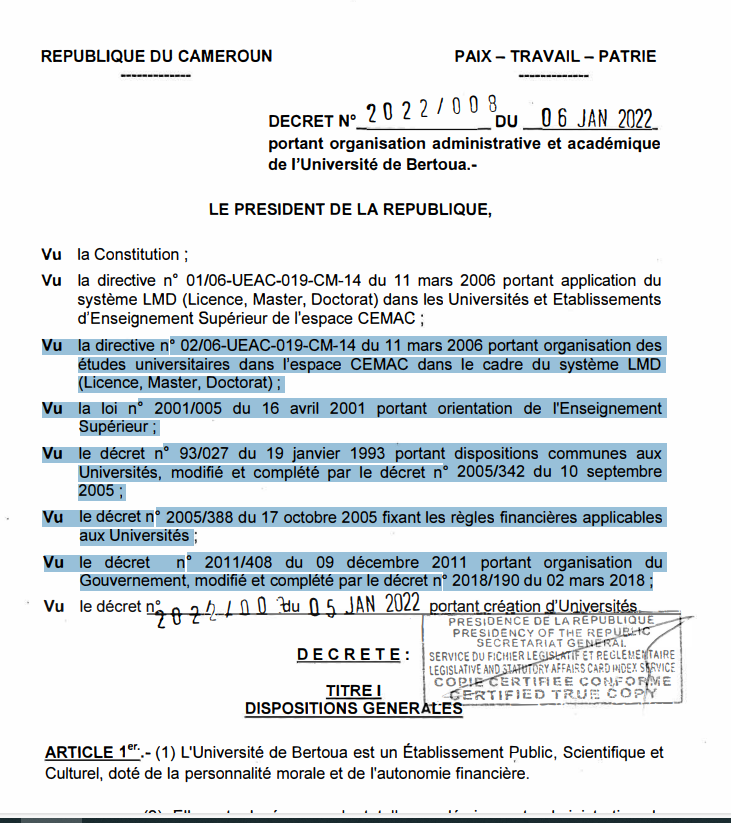 REPUBLIQUE DU CAMEROUN
PAIX – TRAVAIL – PATRIE
-------------
-------------
DECRET N° 2022/008 DU 06 JAN 2022
portant organisation administrative et académique
de l'Université de Bertoua.-
LE PRESIDENT DE LA REPUBLIQUE,
Vu la Constitution ;
Vu la directive n° 01/06-UEAC-019-CM-14 du 11 mars 2006 portant application du
système LMD (Licence, Master, Doctorat) dans les Universités et Etablissements
d'Enseignement Supérieur de l'espace CEMAC ;
Vu la directive n° 02/06-UEAC-019-CM-14 du 11 mars 2006 portant organisation des
études universitaires dans l'espace CEMAC dans le cadre du système LMD
(Licence, Master, Doctorat) ;
Vu la loi n° 2001/005 du 16 avril 2001 portant orientation de l'Enseignement
Supérieur ;
Vu le décret n° 93/027 du 19 janvier 1993 portant dispositions communes aux
Universités, modifié et complété par le décret n° 2005/342 du 10 septembre
2005 ;
Vu le décret n° 2005/388 du 17 octobre 2005 fixant les règles financières applicables
aux Universités ;
Vu le décret n° 2011/408 du 09 décembre 2011 portant organisation du
Gouvernement, modifié et complété par le décret n° 2018/190 du 02 mars 2018 ;
Vu le décret n° 2022/007 du 05 JAN 2022 portant création d'Universités,
PRESIDENCE DE LA REPUBLIQUE
PRESIDENCY OF THE REPUBLIC
SECRETARIAT GENERAL
SERVICE DU FICHIER LEGISLATIF ET REGLEMENTAIRE
LEGISLATIVE AND STATUTORY AFFAIRS CARD INDEX SERVICE
COPIE CERTIFIEE CONFORME
CERTIFIED TRUE COPY
D E C R E T E :
TITRE I
DISPOSITIONS GENERALES
ARTICLE 1er.- (1) L'Université de Bertoua est un Établissement Public, Scientifique et
Culturel, doté de la personnalité morale et de l'autonomie financière.